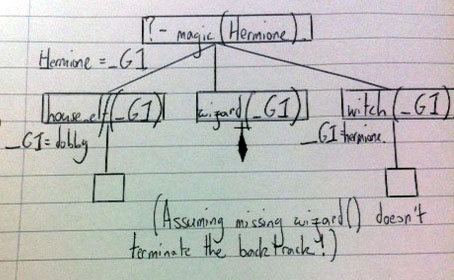 ?- magic(Hermione).
Hermione = _G1
house_elf(_G1)
wizard(_G1)
witch(_G1)
_G1= dobby
_G1=hermione.
(Assuming missing wizard() doesn't
terminate the backtrack!)